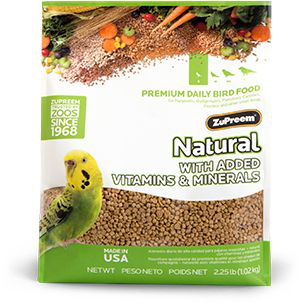 PREMIUM DAILY BIRD FOOD
ZUPREEM
TRUSTED BY
ZOOS
SINCE
1968
ZuPreem
Natural
WITH ADDED
VITAMINS & MINERALS
MADE IN
USA
NET WT PESO NETO POIDS NET 2.25 lb (1.02 kg)